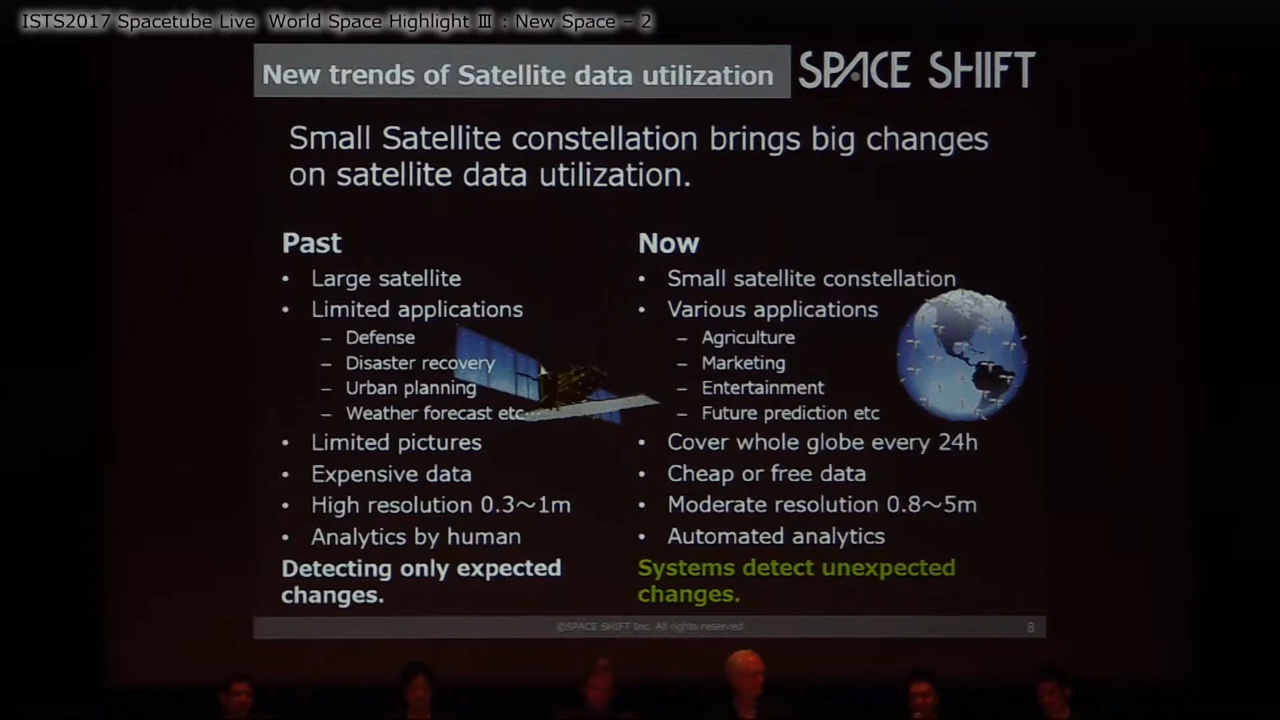 ISTS2017 Spacetube Live World Space Highlight Ⅲ : New Space – 2
New trends of Satellite data utilization
SPACE SHIFT
Small Satellite constellation brings big changes
on satellite data utilization.
Past
• Large satellite
• Limited applications
– Defense
– Disaster recovery
– Urban planning
– Weather forecast etc…
• Limited pictures
• Expensive data
• High resolution 0.3～1m
• Analytics by human
Detecting only expected
changes.
Now
• Small satellite constellation
• Various applications
– Agriculture
– Marketing
– Entertainment
– Future prediction etc
• Cover whole globe every 24h
• Cheap or free data
• Moderate resolution 0.8～5m
• Automated analytics
Systems detect unexpected
changes.
©SPACE SHIFT Inc. All rights reserved
8